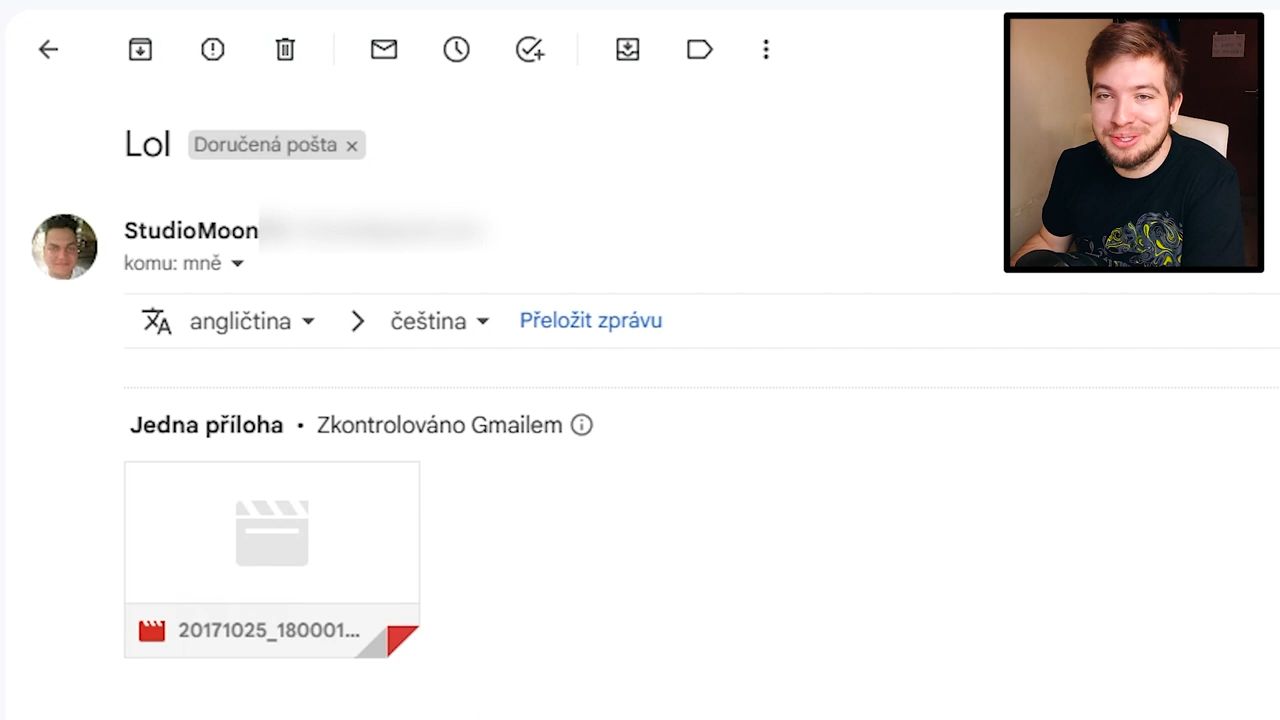 Lol Doručená pošta ×
StudioMoon
komu: mně
angličtina > čeština Přeložit zprávu
Jedna příloha • Zkontrolováno Gmailem
20171025_180001...